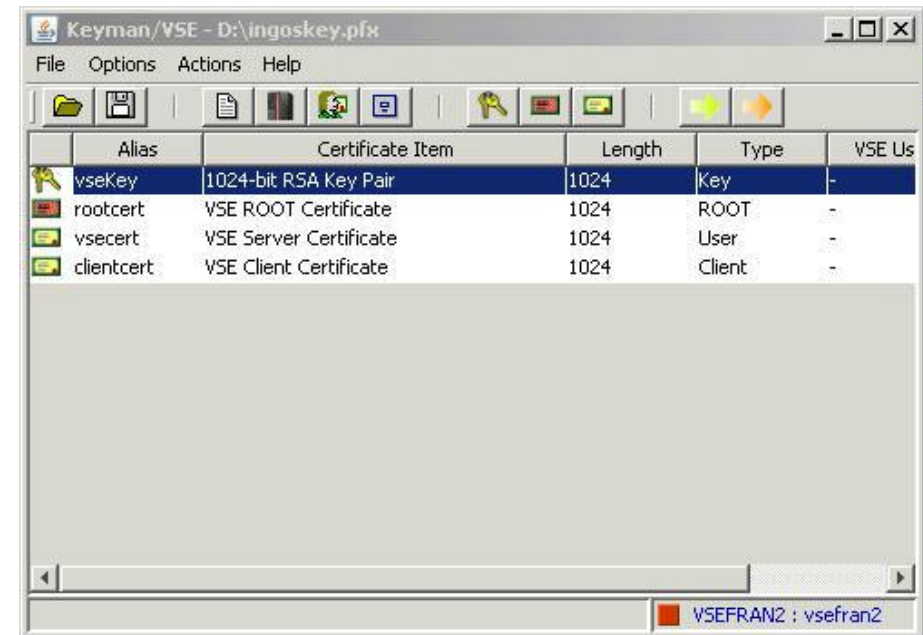 Keyman/VSE - D:\ingoskey.pfx
File Options Actions Help
Alias Certificate Item Length Type VSE Us
vseKey 1024-bit RSA Key Pair 1024 Key -
rootcert VSE ROOT Certificate 1024 ROOT -
vsecert VSE Server Certificate 1024 User -
clientcert VSE Client Certificate 1024 Client -
VSEFRAN2 : vsefran2